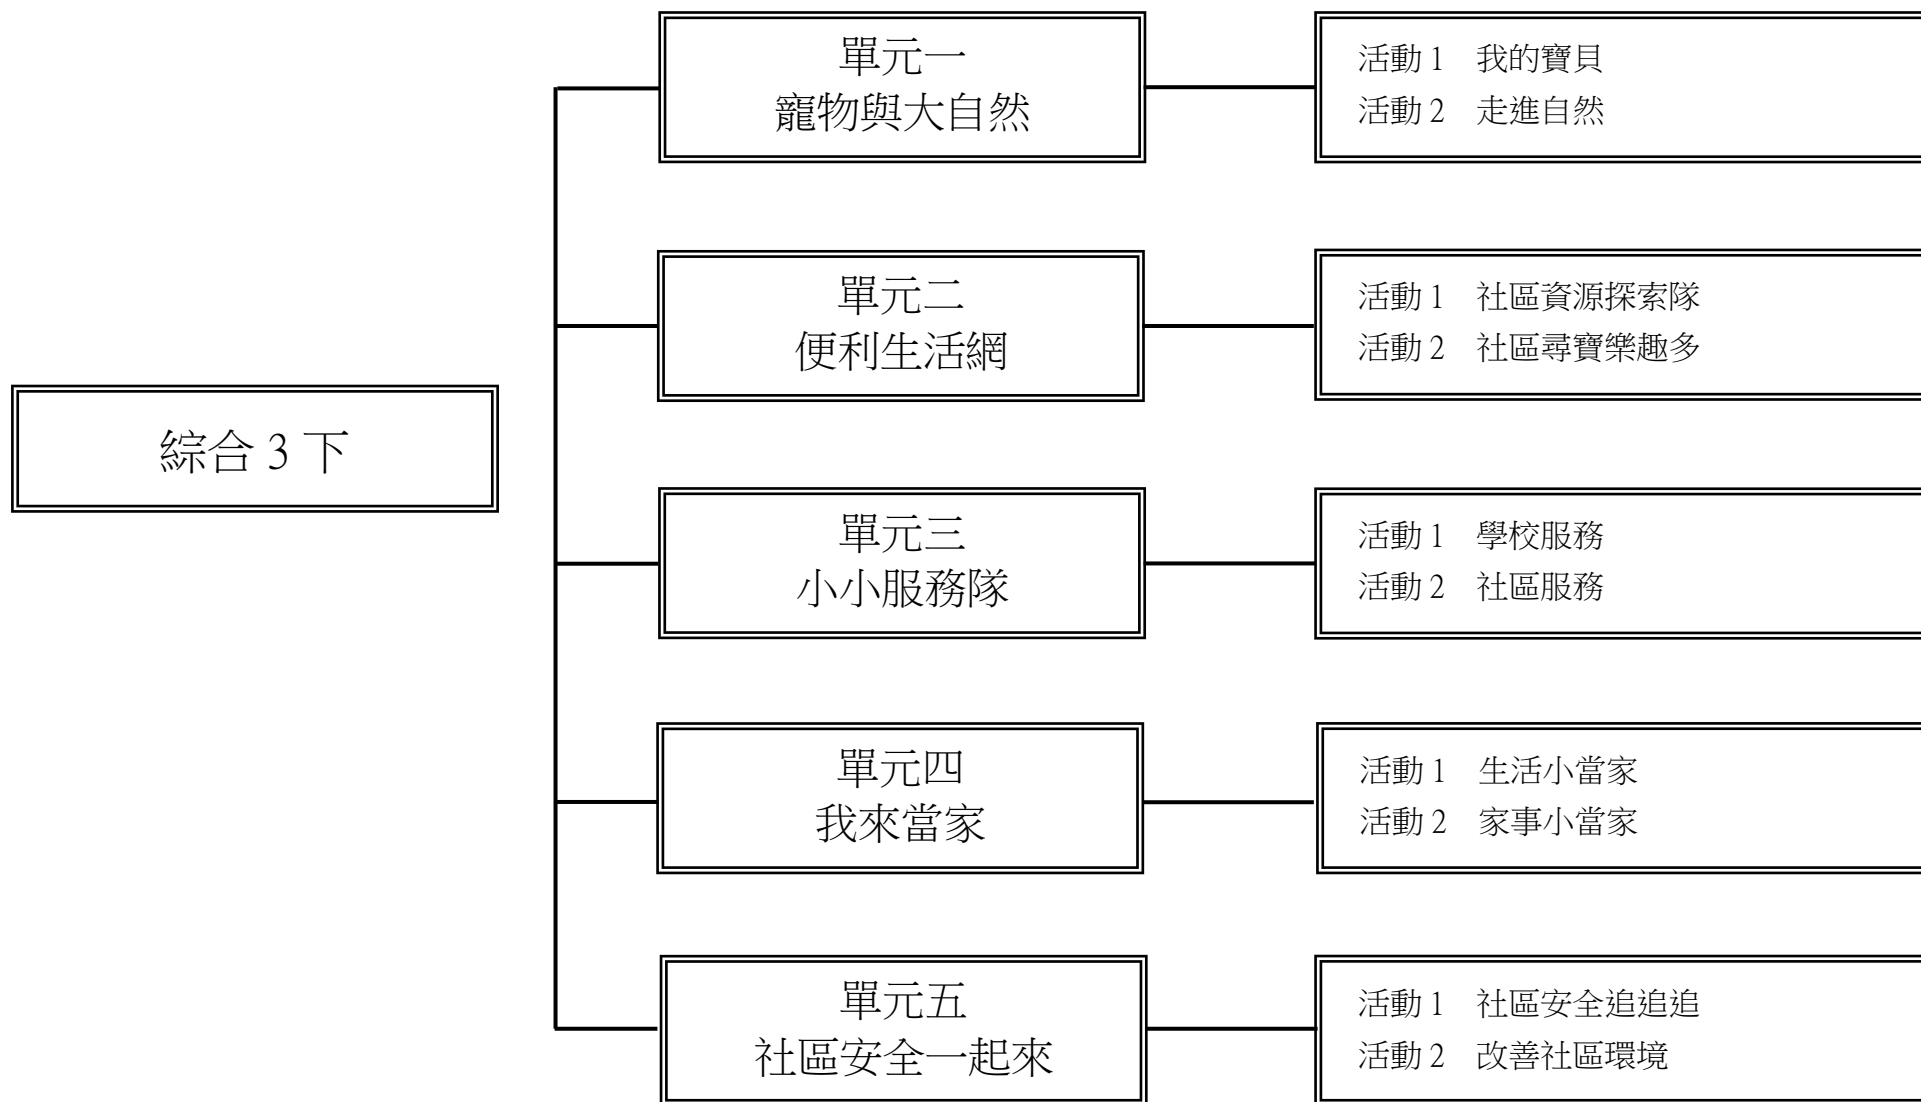 綜合 3 下
單元一
寵物與大自然
活動 1　我的寶貝
活動 2　走進自然
單元二
便利生活網
活動 1　社區資源探索隊
活動 2　社區尋寶樂趣多
單元三
小小服務隊
活動 1　學校服務
活動 2　社區服務
單元四
我來當家
活動 1　生活小當家
活動 2　家事小當家
單元五
社區安全一起來
活動 1　社區安全追追追
活動 2　改善社區環境